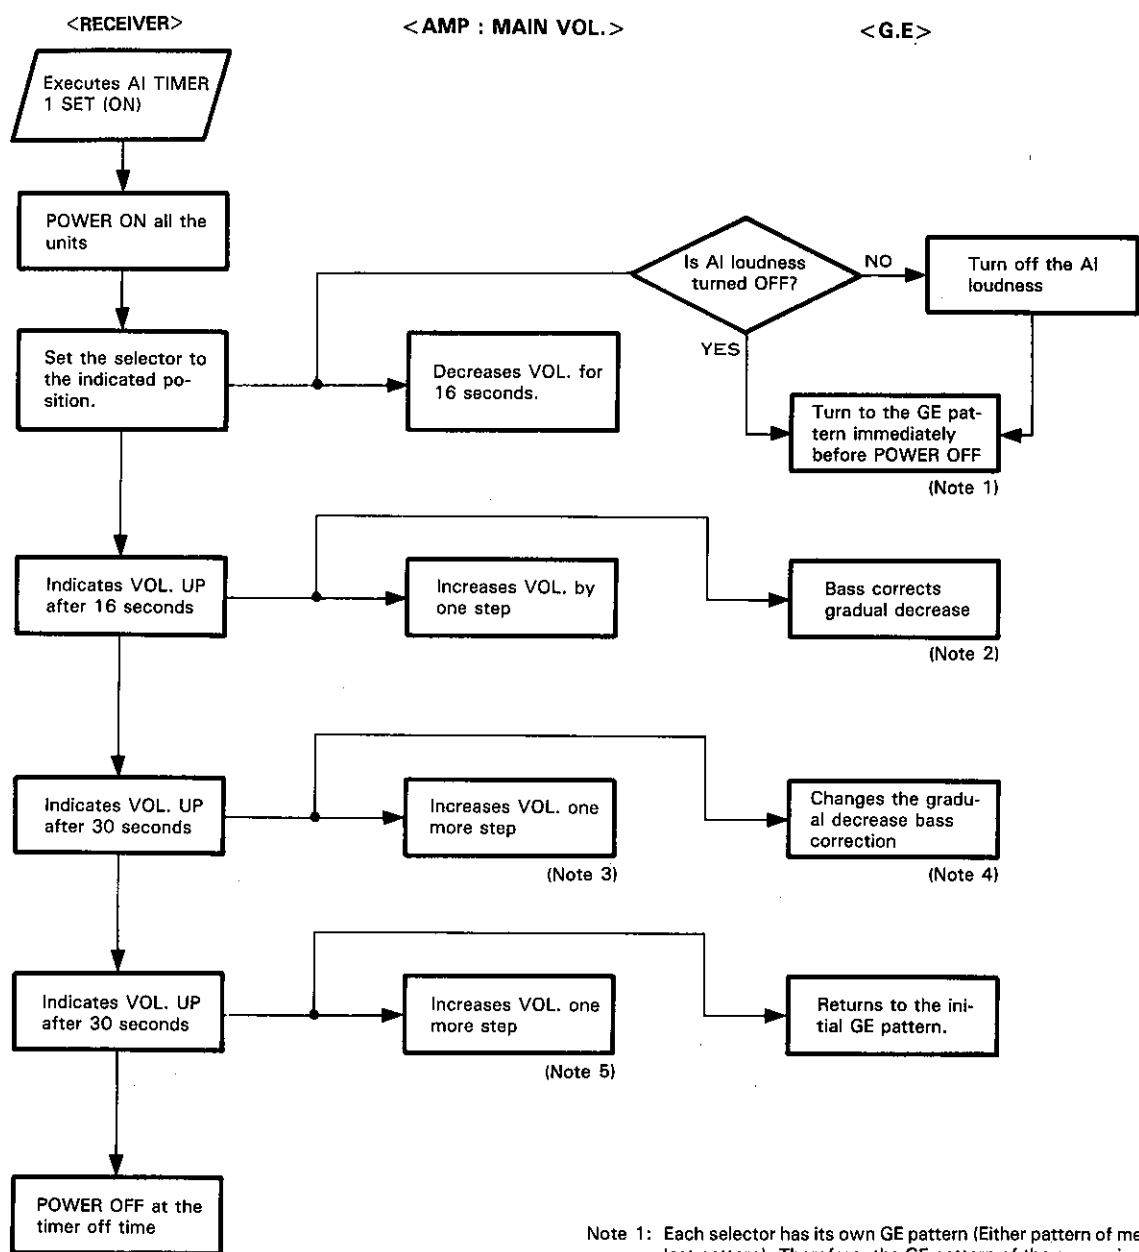 <RECEIVER>
<AMP : MAIN VOL.>
<G.E>
Executes AI TIMER
1 SET (ON)
POWER ON all the
units
Is AI loudness
turned OFF?
NO
Turn off the AI
loudness
YES
Set the selector to
the indicated po-
sition.
Decreases VOL. for
16 seconds.
Turn to the GE pat-
tern immediately
before POWER OFF
(Note 1)
Indicates VOL. UP
after 16 seconds
Increases VOL. by
one step
Bass corrects
gradual decrease
(Note 2)
Indicates VOL. UP
after 30 seconds
Increases VOL. one
more step
(Note 3)
Changes the gradu-
al decrease bass
correction
(Note 4)
Indicates VOL. UP
after 30 seconds
Increases VOL. one
more step
(Note 5)
Returns to the ini-
tial GE pattern.
POWER OFF at the
timer off time
Note 1: Each selector has its own GE pattern (Either pattern of me